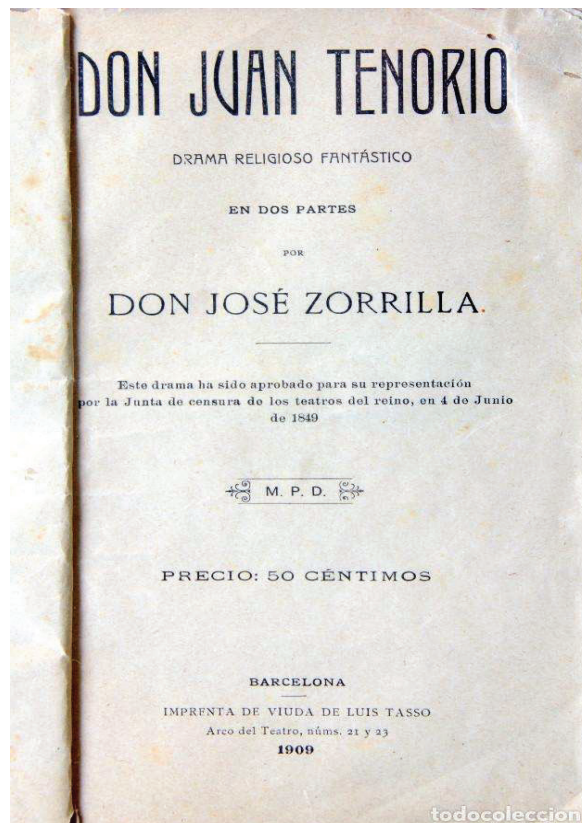 DON JUAN TENORIO
DRAMA RELIGIOSO FANTÁSTICO
EN DOS PARTES
POR
DON JOSÉ ZORRILLA.
Este drama ha sido aprobado para su representación
por la Junta de censura de los teatros del reino, en 4 de Junio
de 1849
M. P. D.
PRECIO: 50 CÉNTIMOS
BARCELONA
IMPRENTA DE VIUDA DE LUIS TASSO
Arco del Teatro, núms. 21 y 23
1909
todocoleccion